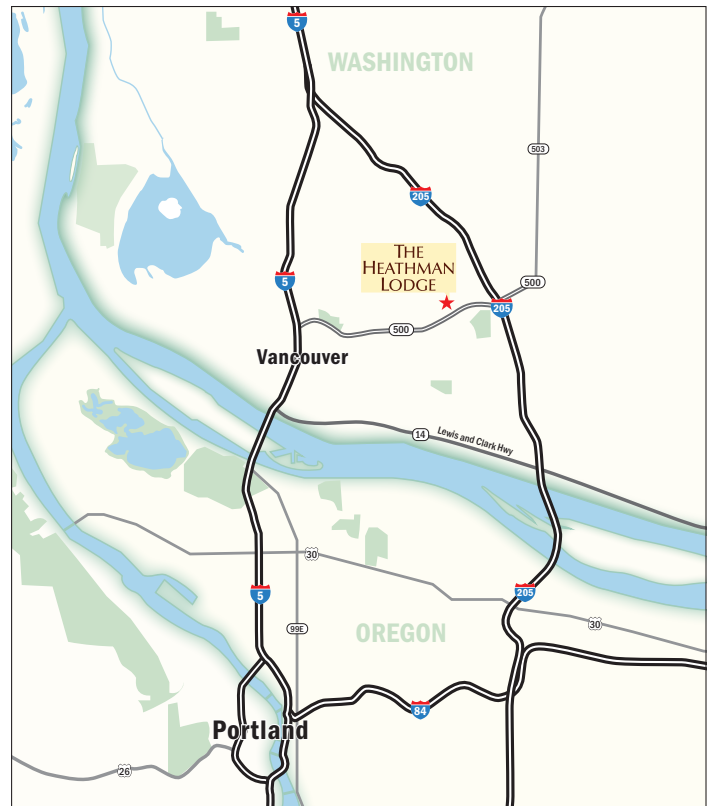 5
WASHINGTON
503
205
THE
HEATHMAN
LODGE
5
500
205
500
Vancouver
14
Lewis and Clark Hwy
30
5
205
99E
OREGON
30
84
Portland
26